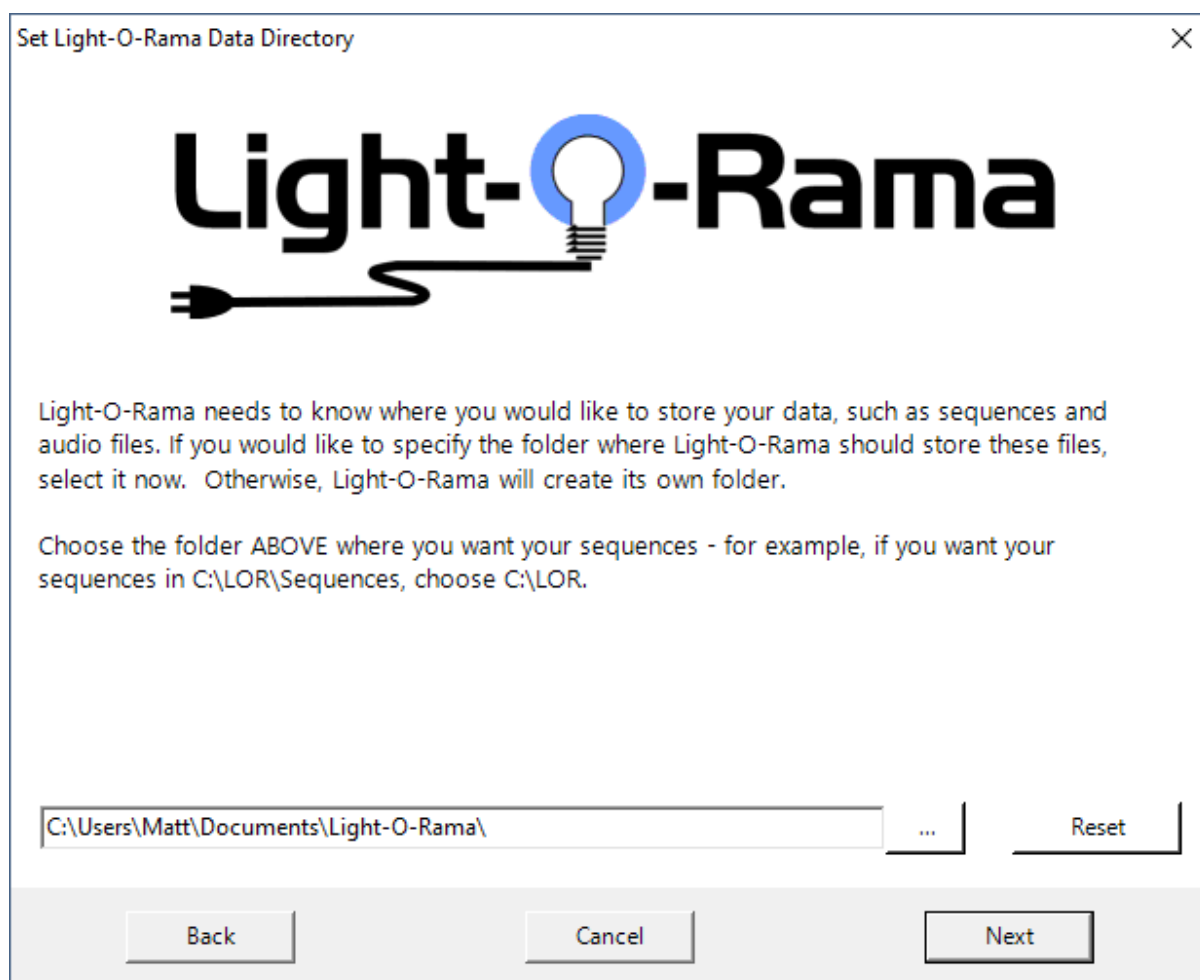 Set Light-O-Rama Data Directory
Light-O-Rama
Light-O-Rama needs to know where you would like to store your data, such as sequences and
audio files. If you would like to specify the folder where Light-O-Rama should store these files,
select it now.  Otherwise, Light-O-Rama will create its own folder.
Choose the folder ABOVE where you want your sequences - for example, if you want your
sequences in C:\LOR\Sequences, choose C:\LOR.
C:\Users\Matt\Documents\Light-O-Rama\ ... Reset
Back Cancel Next